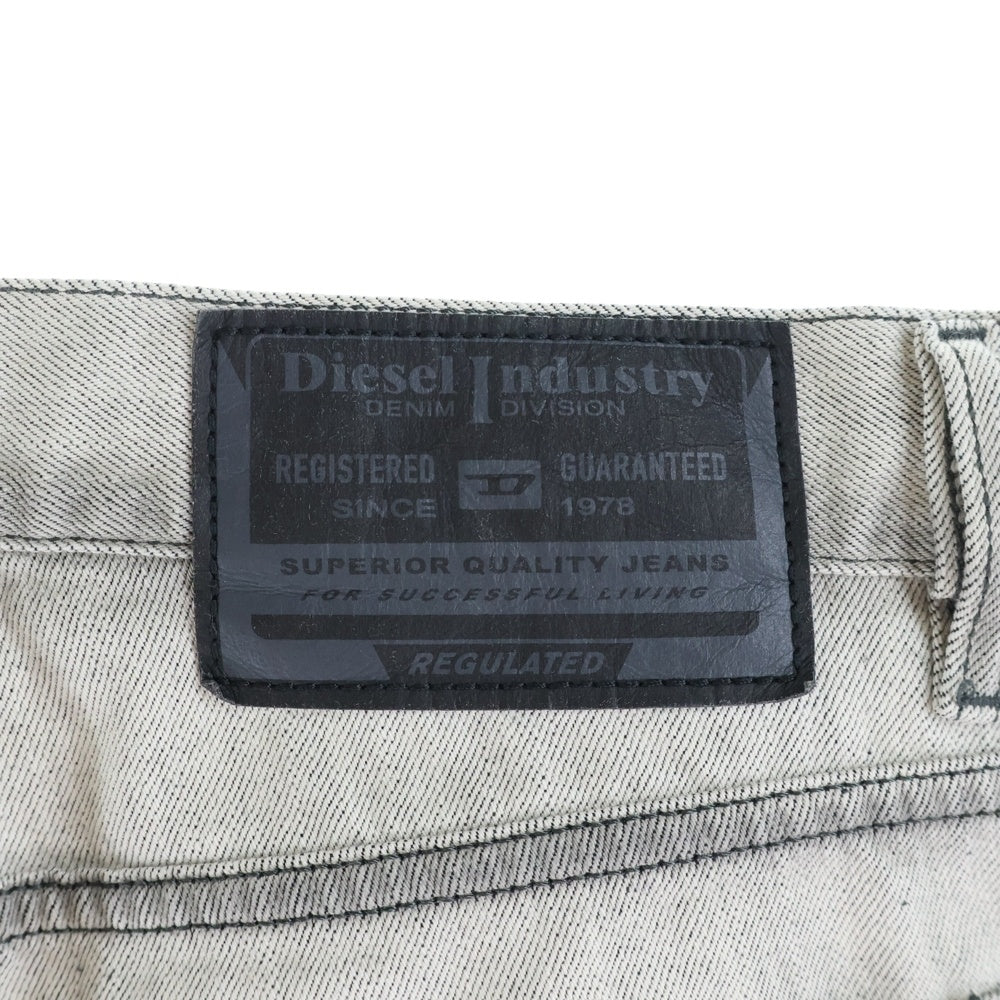 Diesel Industry
DENIM DIVISION
REGISTERED D GUARANTEED
SINCE 1978
SUPERIOR QUALITY JEANS
FOR SUCCESSFUL LIVING
REGULATED